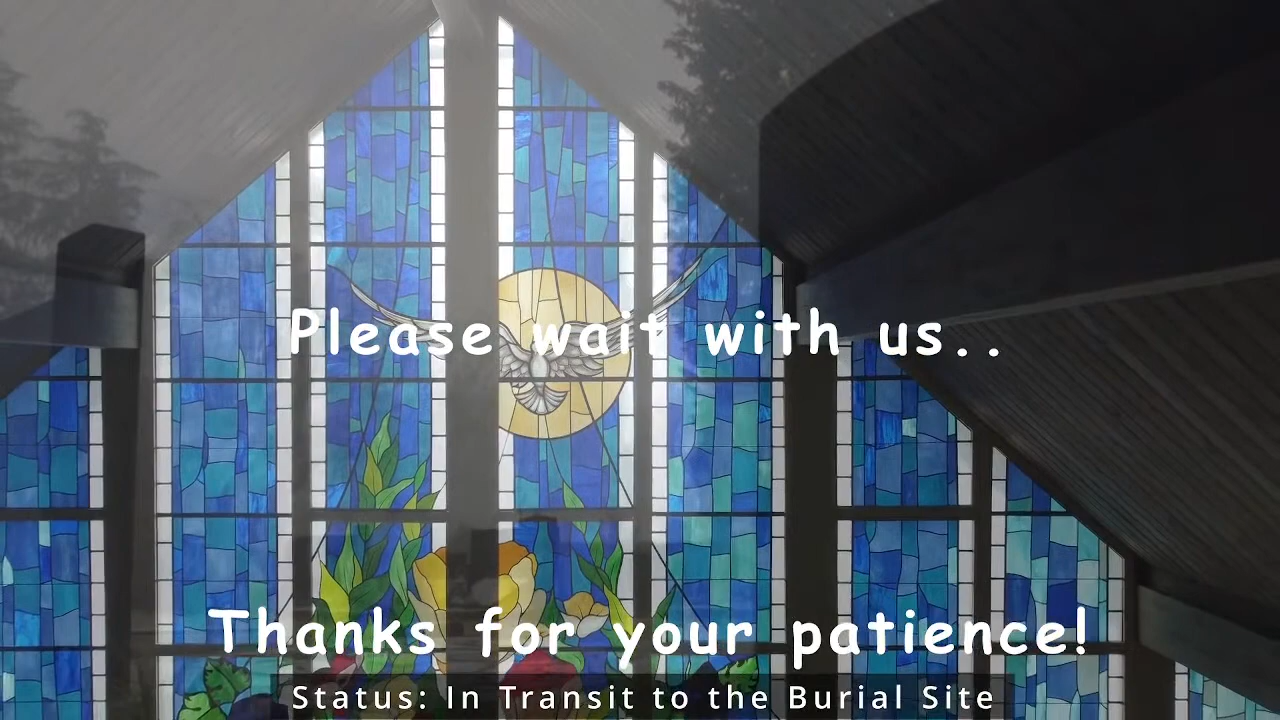 Please wait with us..
Thanks for your patience!
Status: In Transit to the Burial Site